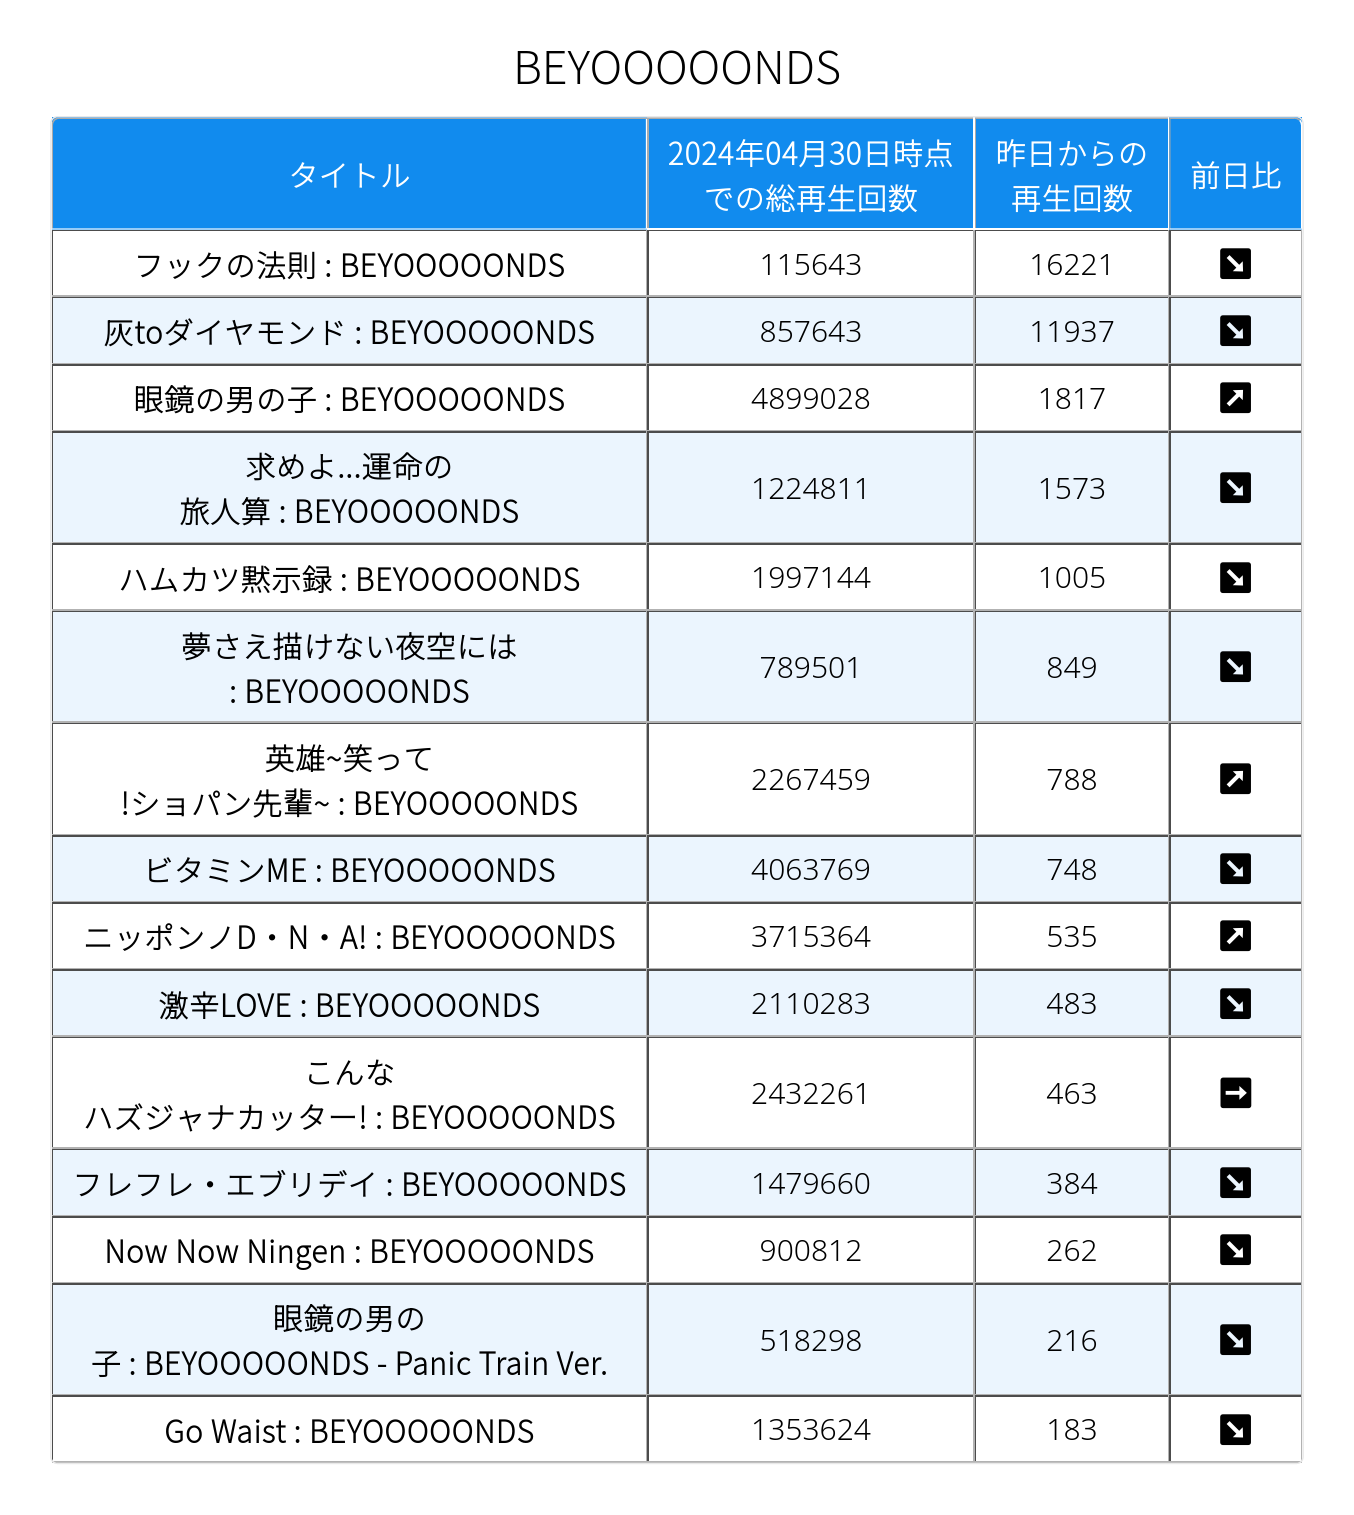 BEYOOOOONDS
タイトル
2024年04月30日時点
での総再生回数
昨日からの
再生回数
前日比
フックの法則 : BEYOOOOONDS 115643 16221 ↘
灰toダイヤモンド : BEYOOOOONDS 857643 11937 ↘
眼鏡の男の子 : BEYOOOOONDS 4899028 1817 ↗
求めよ...運命の
旅人算 : BEYOOOOONDS 1224811 1573 ↘
ハムカツ黙示録 : BEYOOOOONDS 1997144 1005 ↘
夢さえ描けない夜空には
: BEYOOOOONDS 789501 849 ↘
英雄~笑って
!ショパン先輩~ : BEYOOOOONDS 2267459 788 ↗
ビタミンME : BEYOOOOONDS 4063769 748 ↘
ニッポンノD・N・A! : BEYOOOOONDS 3715364 535 ↗
激辛LOVE : BEYOOOOONDS 2110283 483 ↘
こんな
ハズジャナカッター! : BEYOOOOONDS 2432261 463 →
フレフレ・エブリデイ : BEYOOOOONDS 1479660 384 ↘
Now Now Ningen : BEYOOOOONDS 900812 262 ↘
眼鏡の男の
子 : BEYOOOOONDS - Panic Train Ver. 518298 216 ↘
Go Waist : BEYOOOOONDS 1353624 183 ↘